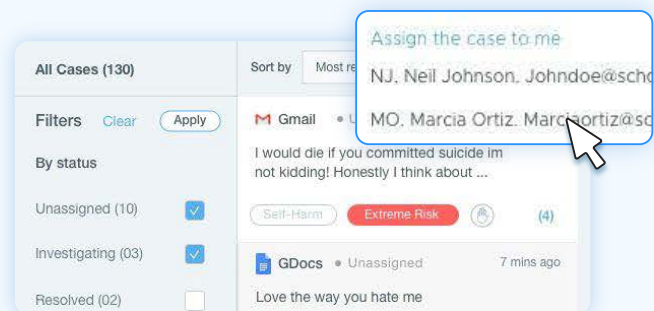 Assign the case to me
NJ, Neil Johnson, Johndoe@scho
MO. Marcia Ortiz. Marciaortiz@sc
All Cases (130)
Sort by Most re
Filters Clear Apply
By status
Unassigned (10)
Investigating (03)
Resolved (02)
Gmail • U
I would die if you committed suicide im
not kidding! Honestly I think about ...
Self-Harm Extreme Risk (4)
GDocs • Unassigned 7 mins ago
Love the way you hate me